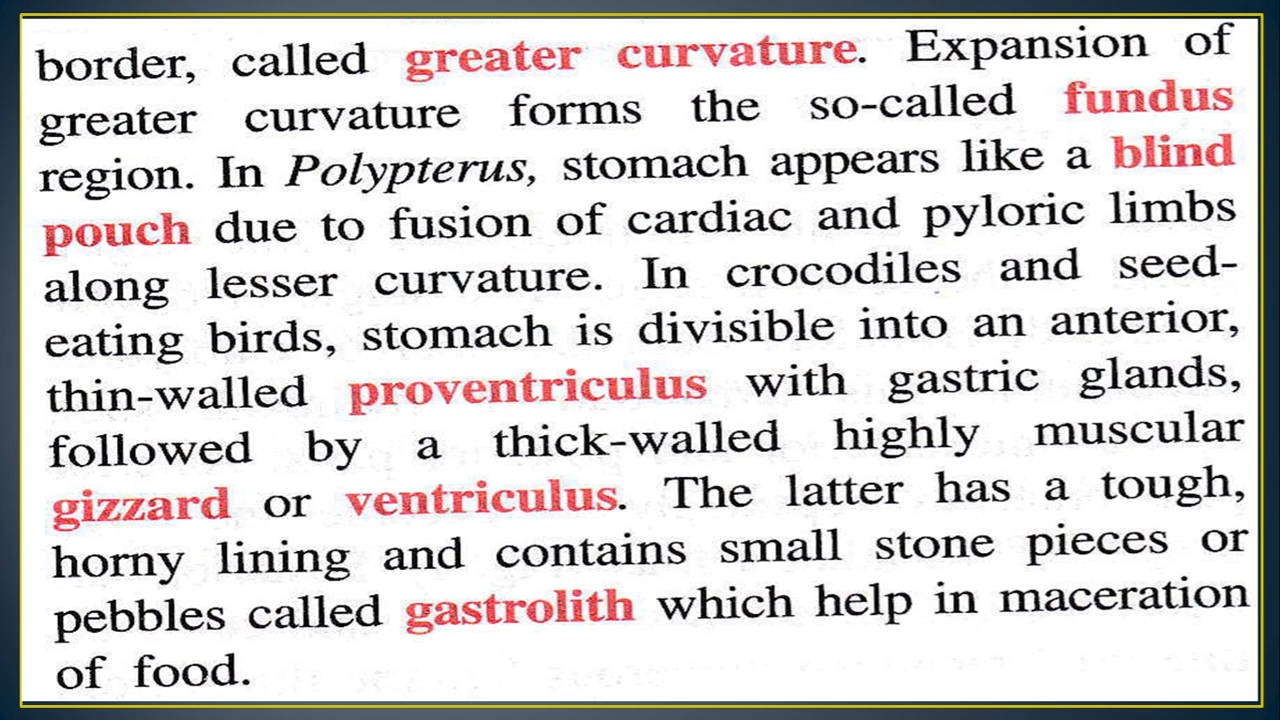 border, called greater curvature. Expansion of
greater curvature forms the so-called fundus
region. In Polypterus, stomach appears like a blind
pouch due to fusion of cardiac and pyloric limbs
along lesser curvature. In crocodiles and seed-
eating birds, stomach is divisible into an anterior,
thin-walled proventriculus with gastric glands,
followed by a thick-walled highly muscular
gizzard or ventriculus. The latter has a tough,
horny lining and contains small stone pieces or
pebbles called gastrolith which help in maceration
of food.